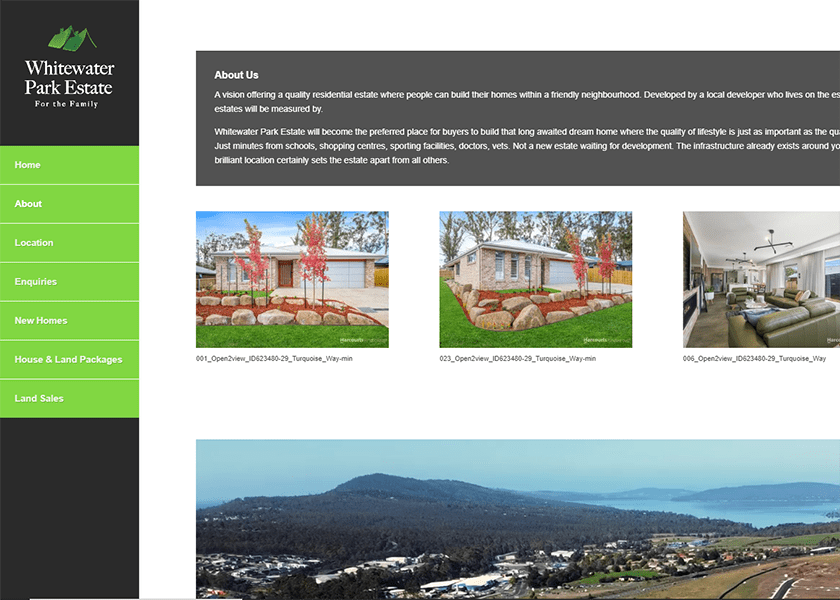 Whitewater
Park Estate
For the Family
Home
About
Location
Enquiries
New Homes
House & Land Packages
Land Sales
About Us
A vision offering a quality residential estate where people can build their homes within a friendly neighbourhood. Developed by a local developer who lives on the es
estates will be measured by.
Whitewater Park Estate will become the preferred place for buyers to build that long awaited dream home where the quality of lifestyle is just as important as the qua
Just minutes from schools, shopping centres, sporting facilities, doctors, vets. Not a new estate waiting for development. The infrastructure already exists around yo
brilliant location certainly sets the estate apart from all others.
001_Open2view_ID623480-29_Turquoise_Way-min
023_Open2view_ID623480-29_Turquoise_Way-min
006_Open2view_ID623480-29_Turquoise_Way